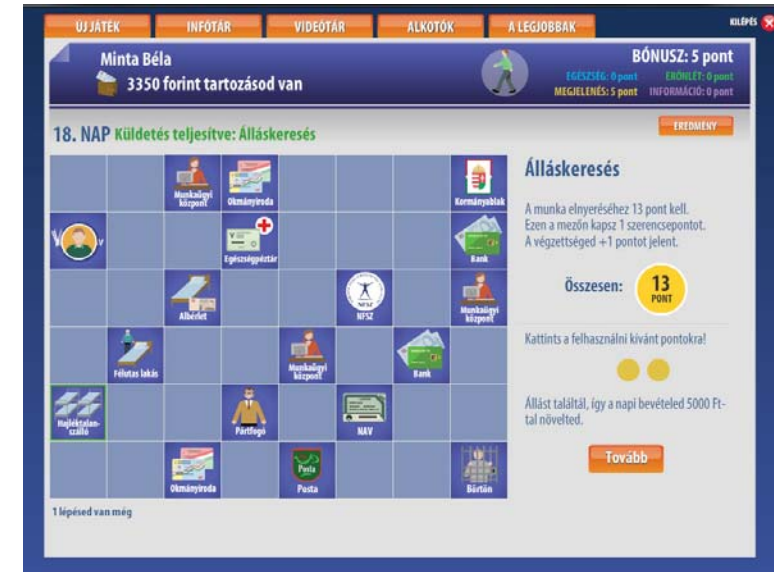 ÚJ JÁTÉK INFÓTÁR VIDEÓTÁR ALKOTÓK A LEGJOBBAK KILÉPÉS
Minta Béla
3350 forint tartozásod van
BÓNUSZ: 5 pont
EGÉSZSÉG: 0 pont ERŐNLÉT: 0 pont
MEGJELENÉS: 5 pont INFORMÁCIÓ: 0 pont
18. NAP Küldetés teljesítve: Álláskeresés
EREDMÉNY
Munkaügyi központ
Okmányiroda
Kormányablak
Egészségpéztár
Bank
Albérlet
NFSZ
NFSZ
Munkaügyi központ
Félutas lakás
Munkaügyi központ
Bank
Hajléktalan-
szálló
Pártfogó
NAV
Okmányiroda
Posta
Posta
Börtön
1 lépésed van még
Álláskeresés
A munka elnyeréséhez 13 pont kell.
Ezen a mezőn kapsz 1 szerencsepontot.
A végzettséged +1 pontot jelent.
Összesen: 13
PONT
Kattints a felhasználni kívánt pontokra!
Állást találtál, így a napi bevételed 5000 Ft-
tal növelted.
Tovább